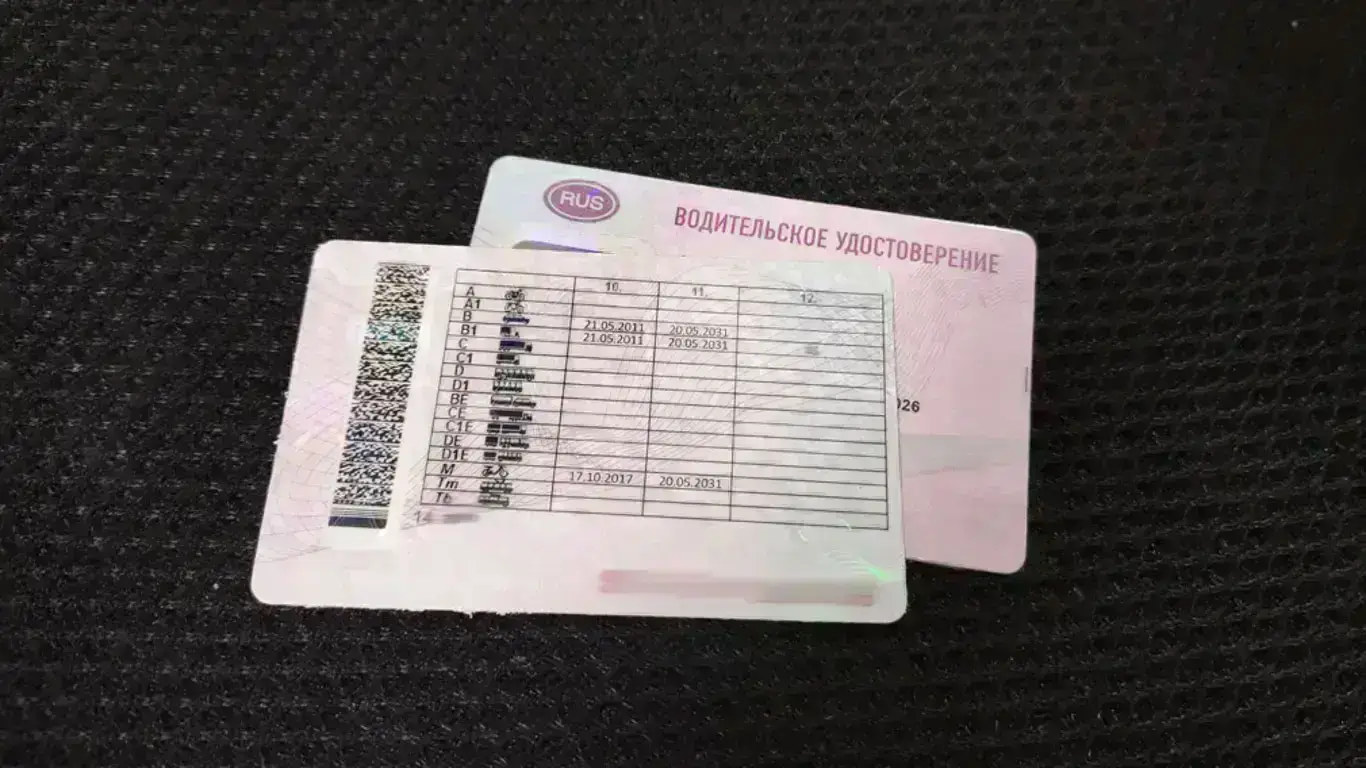 RUS
ВОДИТЕЛЬСКОЕ УДОСТОВЕРЕНИЕ
10. 11. 12.
A
A1
B 21.05.2011 20.05.2031
B1 21.05.2011 20.05.2031
C
C1
D
D1
BE
CE
C1E
DE
D1E
M 17.10.2017 20.05.2031
Tm
Tb
26